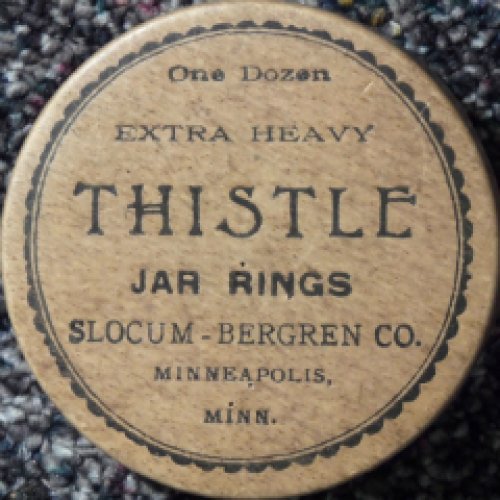 One Dozen
EXTRA HEAVY
THISTLE
JAR RINGS
SLOCUM-BERGREN CO.
MINNEAPOLIS,
MINN.